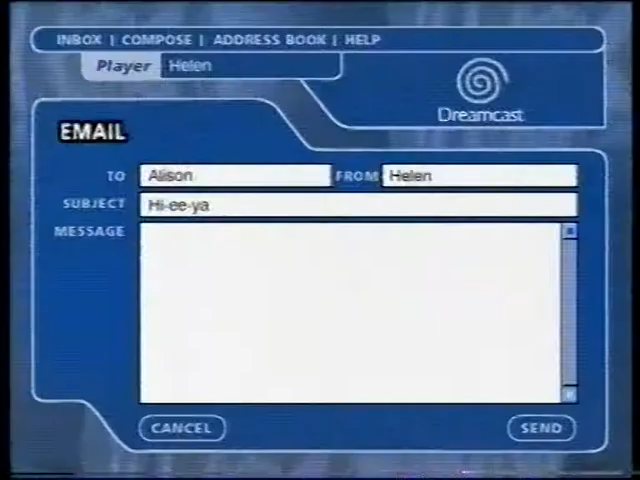 INBOX | COMPOSE | ADDRESS BOOK | HELP
Player Helen
Dreamcast
EMAIL
TO Alison FROM Helen
SUBJECT Hi-ee-ya
MESSAGE
CANCEL SEND